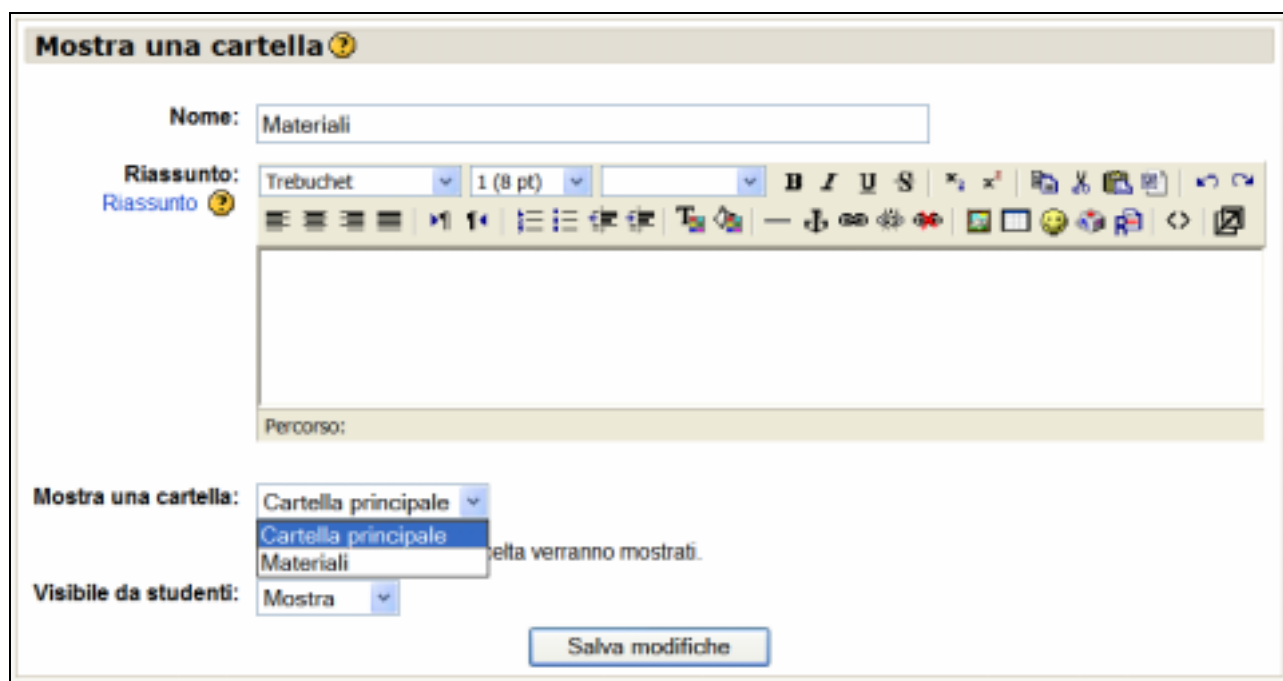 Mostra una cartella
Nome:
Materiali
Riassunto:
Riassunto
Trebuchet 1 (8 pt) B I U S
Percorso:
Mostra una cartella:
Cartella principale
Cartella principale
Materiali
elta verranno mostrati.
Visibile da studenti:
Mostra
Salva modifiche